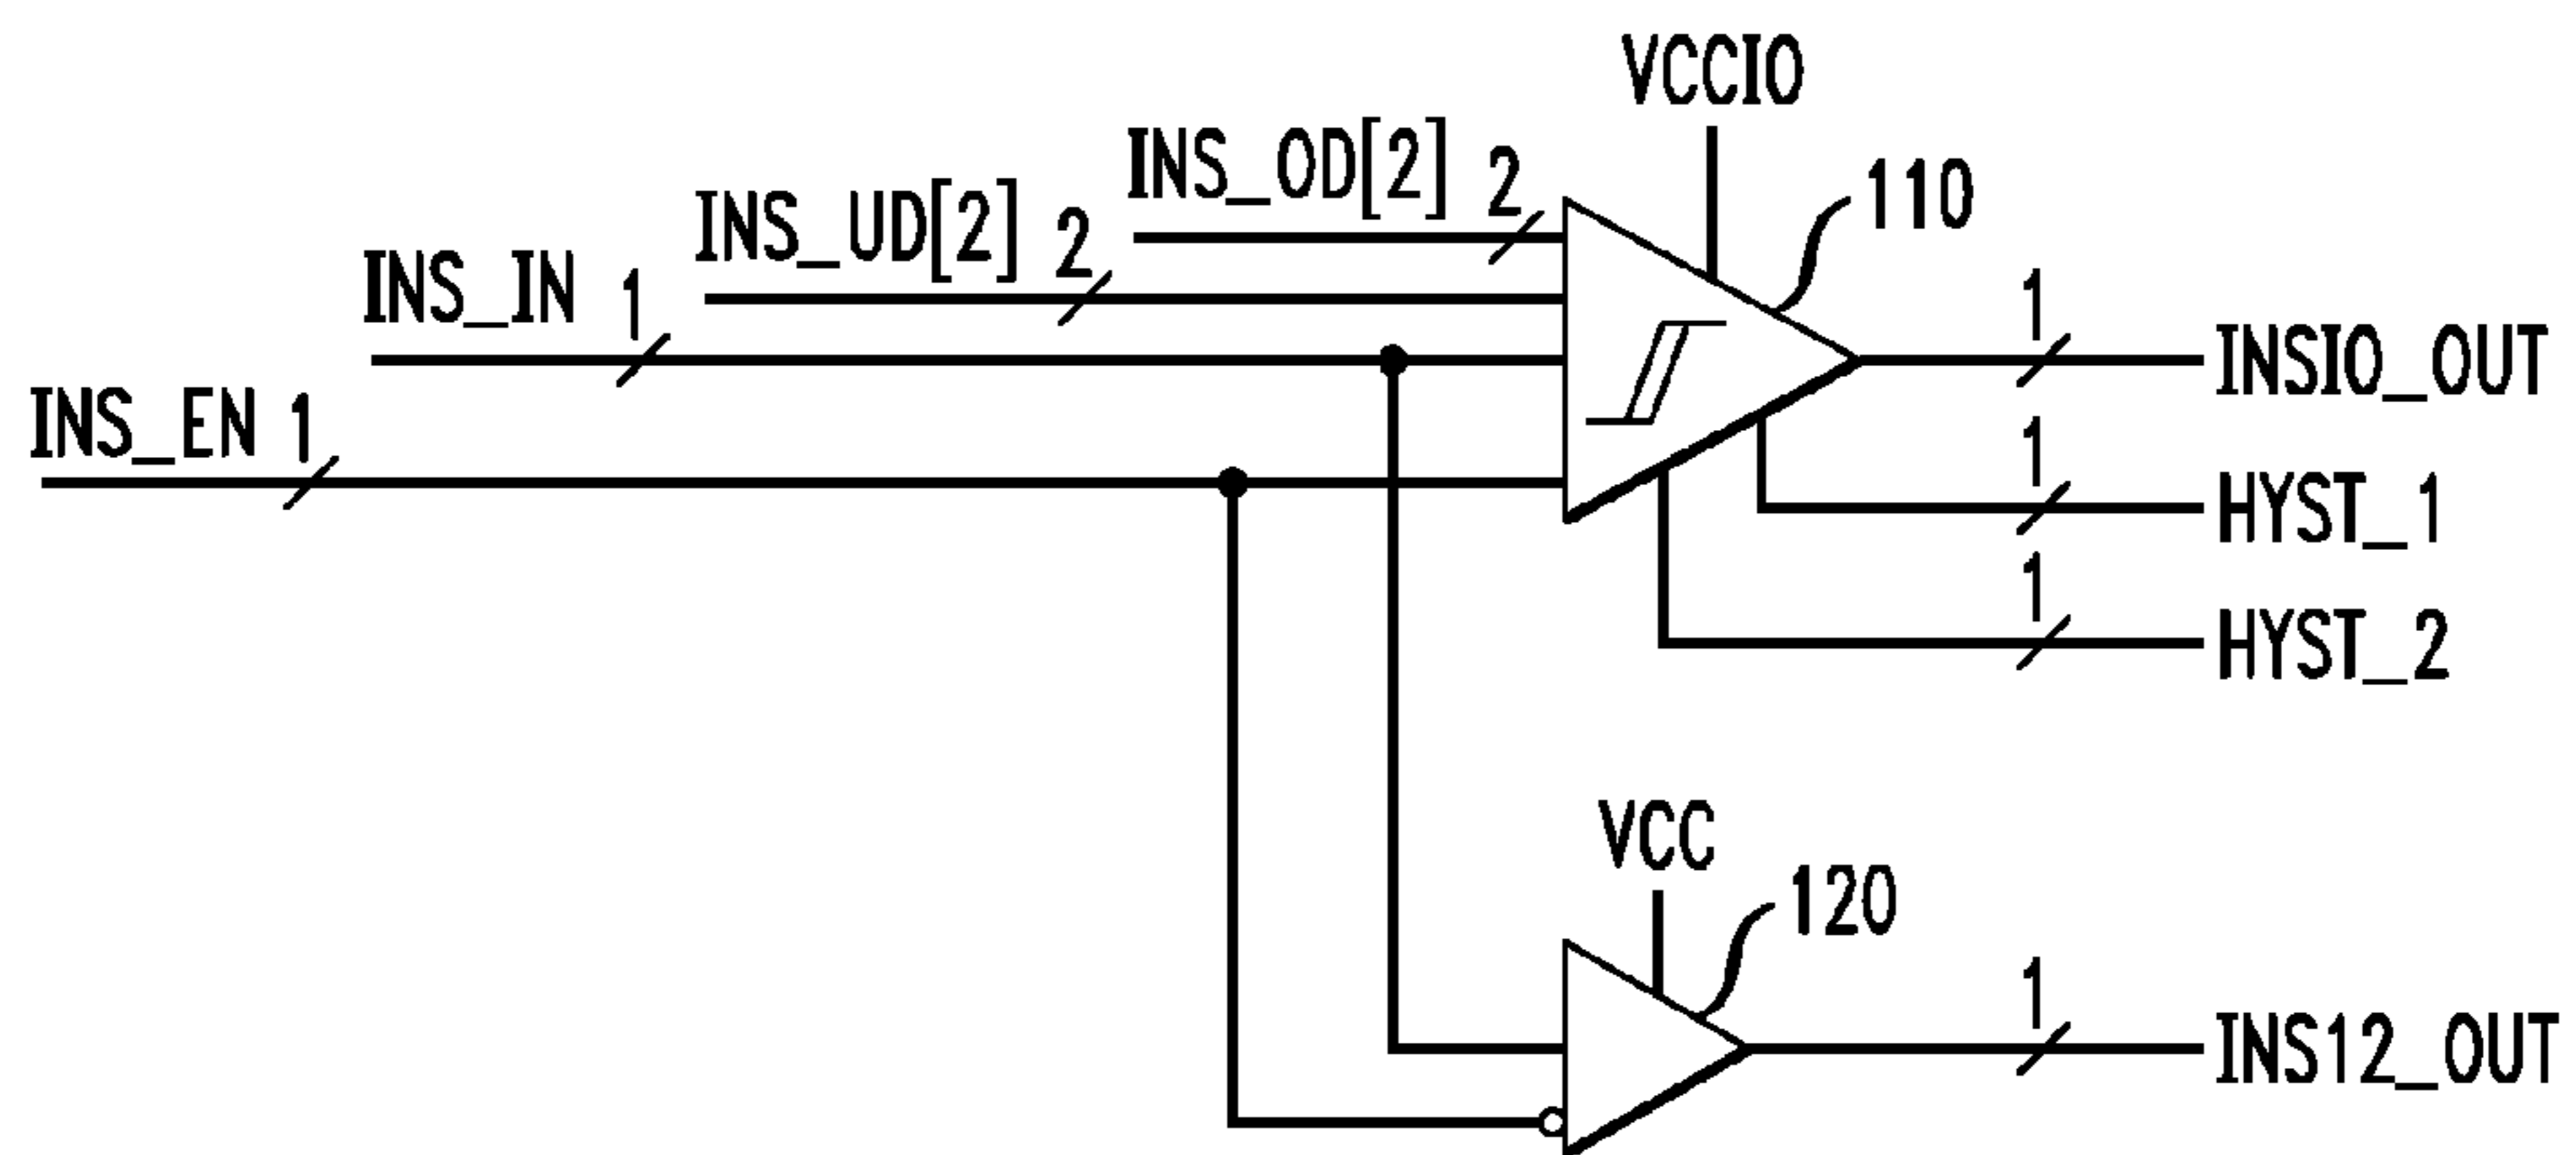 VCCIO
INS_OD[2] 2
110
INS_UD[2] 2
INS_IN 1
1
INSIO_OUT
INS_EN 1
1
HYST_1
1
HYST_2
VCC
120
1
INS12_OUT